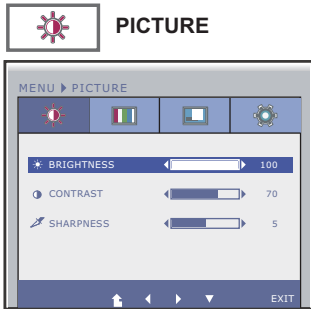 PICTURE
MENU PICTURE
BRIGHTNESS 100
CONTRAST 70
SHARPNESS 5
EXIT